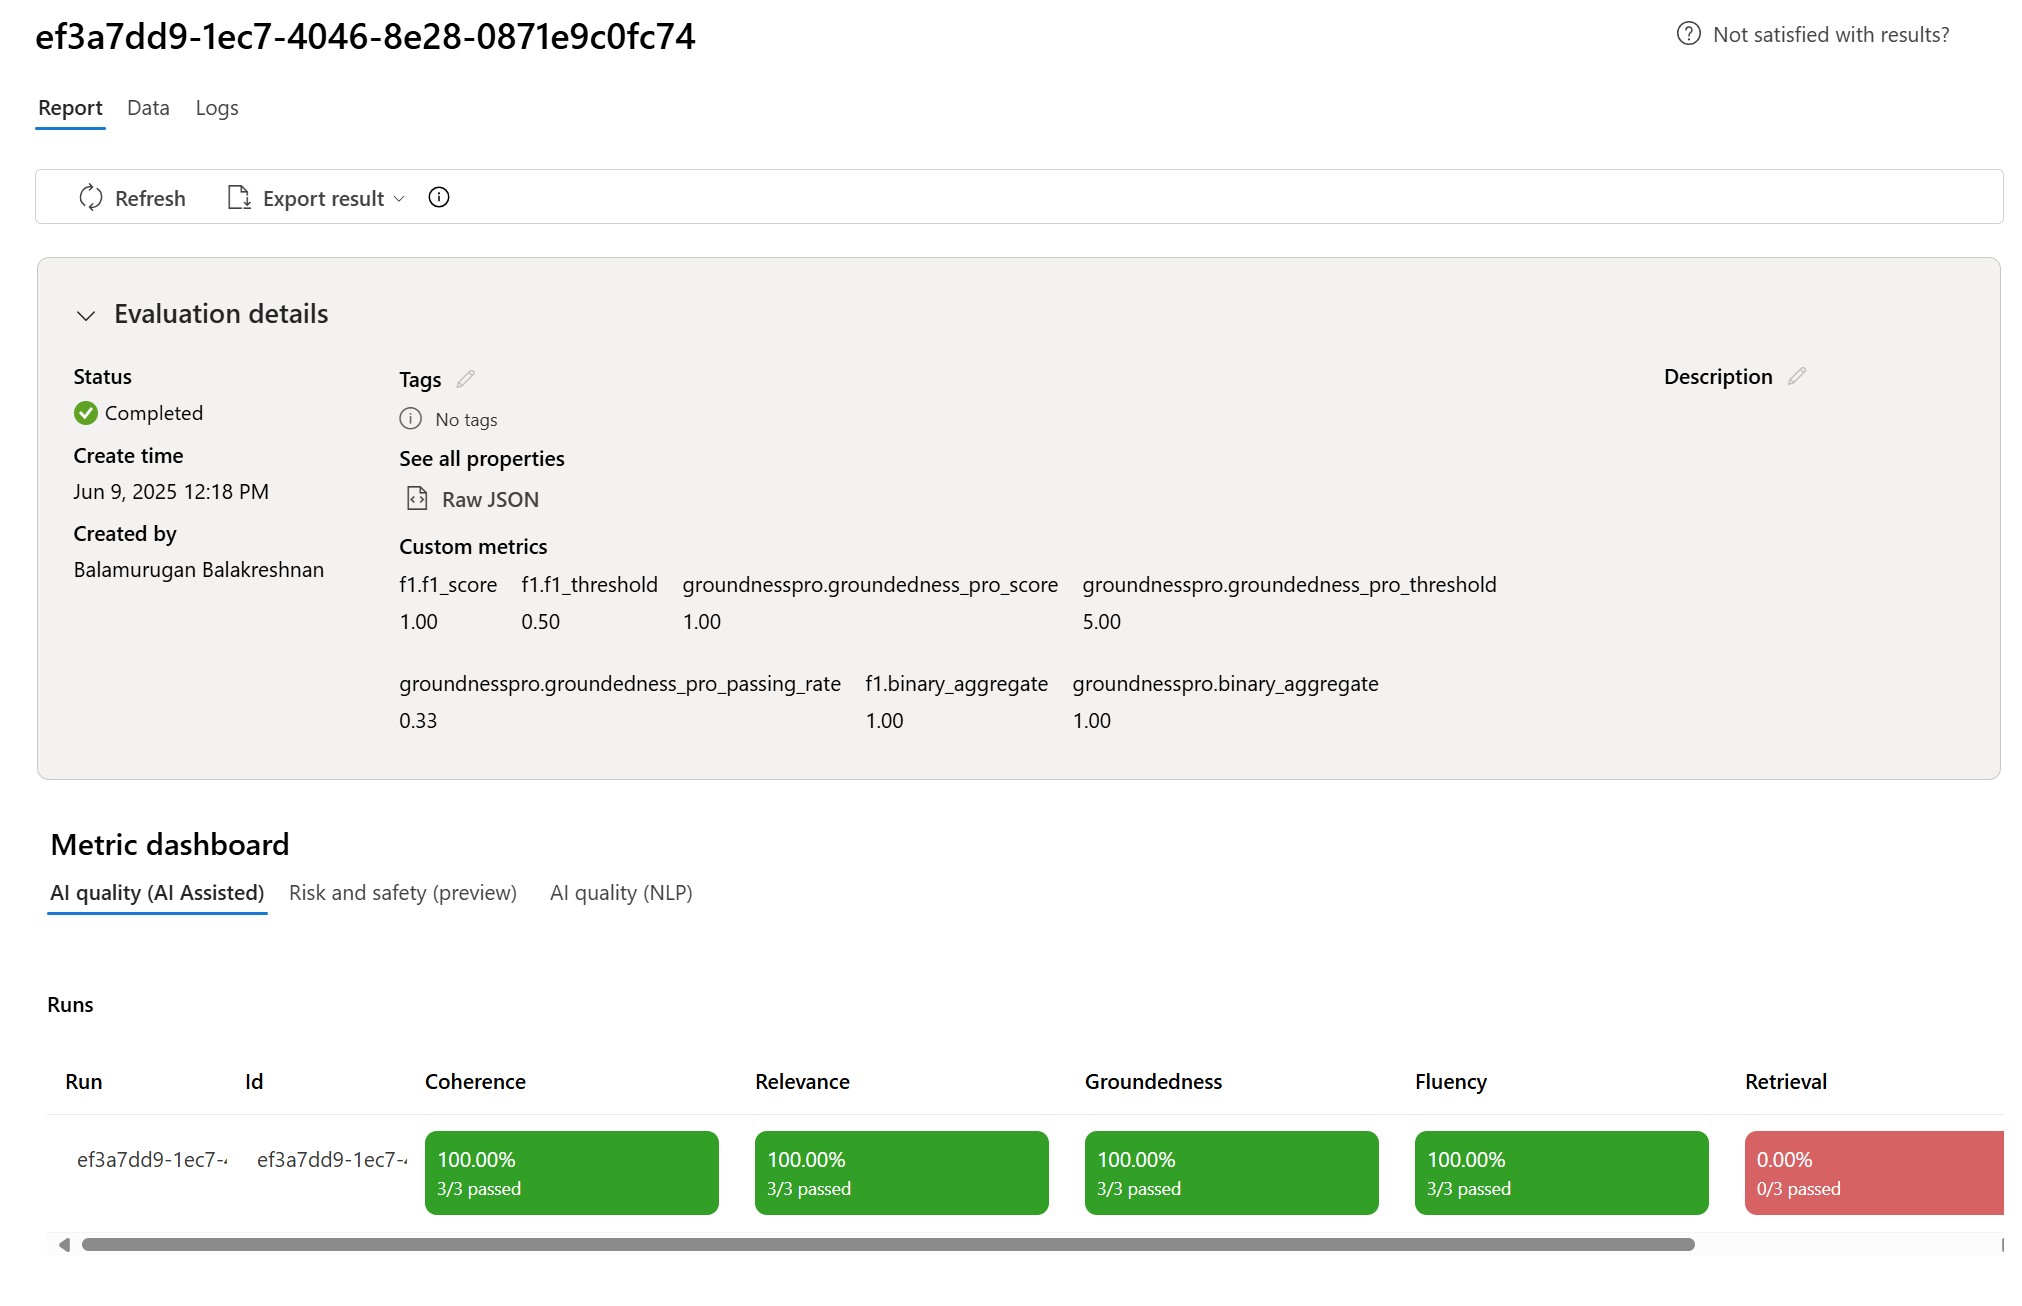 ef3a7dd9-1ec7-4046-8e28-0871e9c0fc74
Not satisfied with results?
Report Data Logs
Refresh Export result
Evaluation details
Status
Completed
Create time
Jun 9, 2025 12:18 PM
Created by
Balamurugan Balakreshnan
Tags
No tags
See all properties
Raw JSON
Custom metrics
f1.f1_score f1.f1_threshold groundnesspro.groundedness_pro_score groundnesspro.groundedness_pro_threshold
1.00 0.50 1.00 5.00
groundnesspro.groundedness_pro_passing_rate f1.binary_aggregate groundnesspro.binary_aggregate
0.33 1.00 1.00
Description
Metric dashboard
AI quality (AI Assisted) Risk and safety (preview) AI quality (NLP)
Runs
Run Id Coherence Relevance Groundedness Fluency Retrieval
ef3a7dd9-1ec7- ef3a7dd9-1ec7- 100.00% 100.00% 100.00% 100.00% 0.00%
3/3 passed 3/3 passed 3/3 passed 3/3 passed 0/3 passed